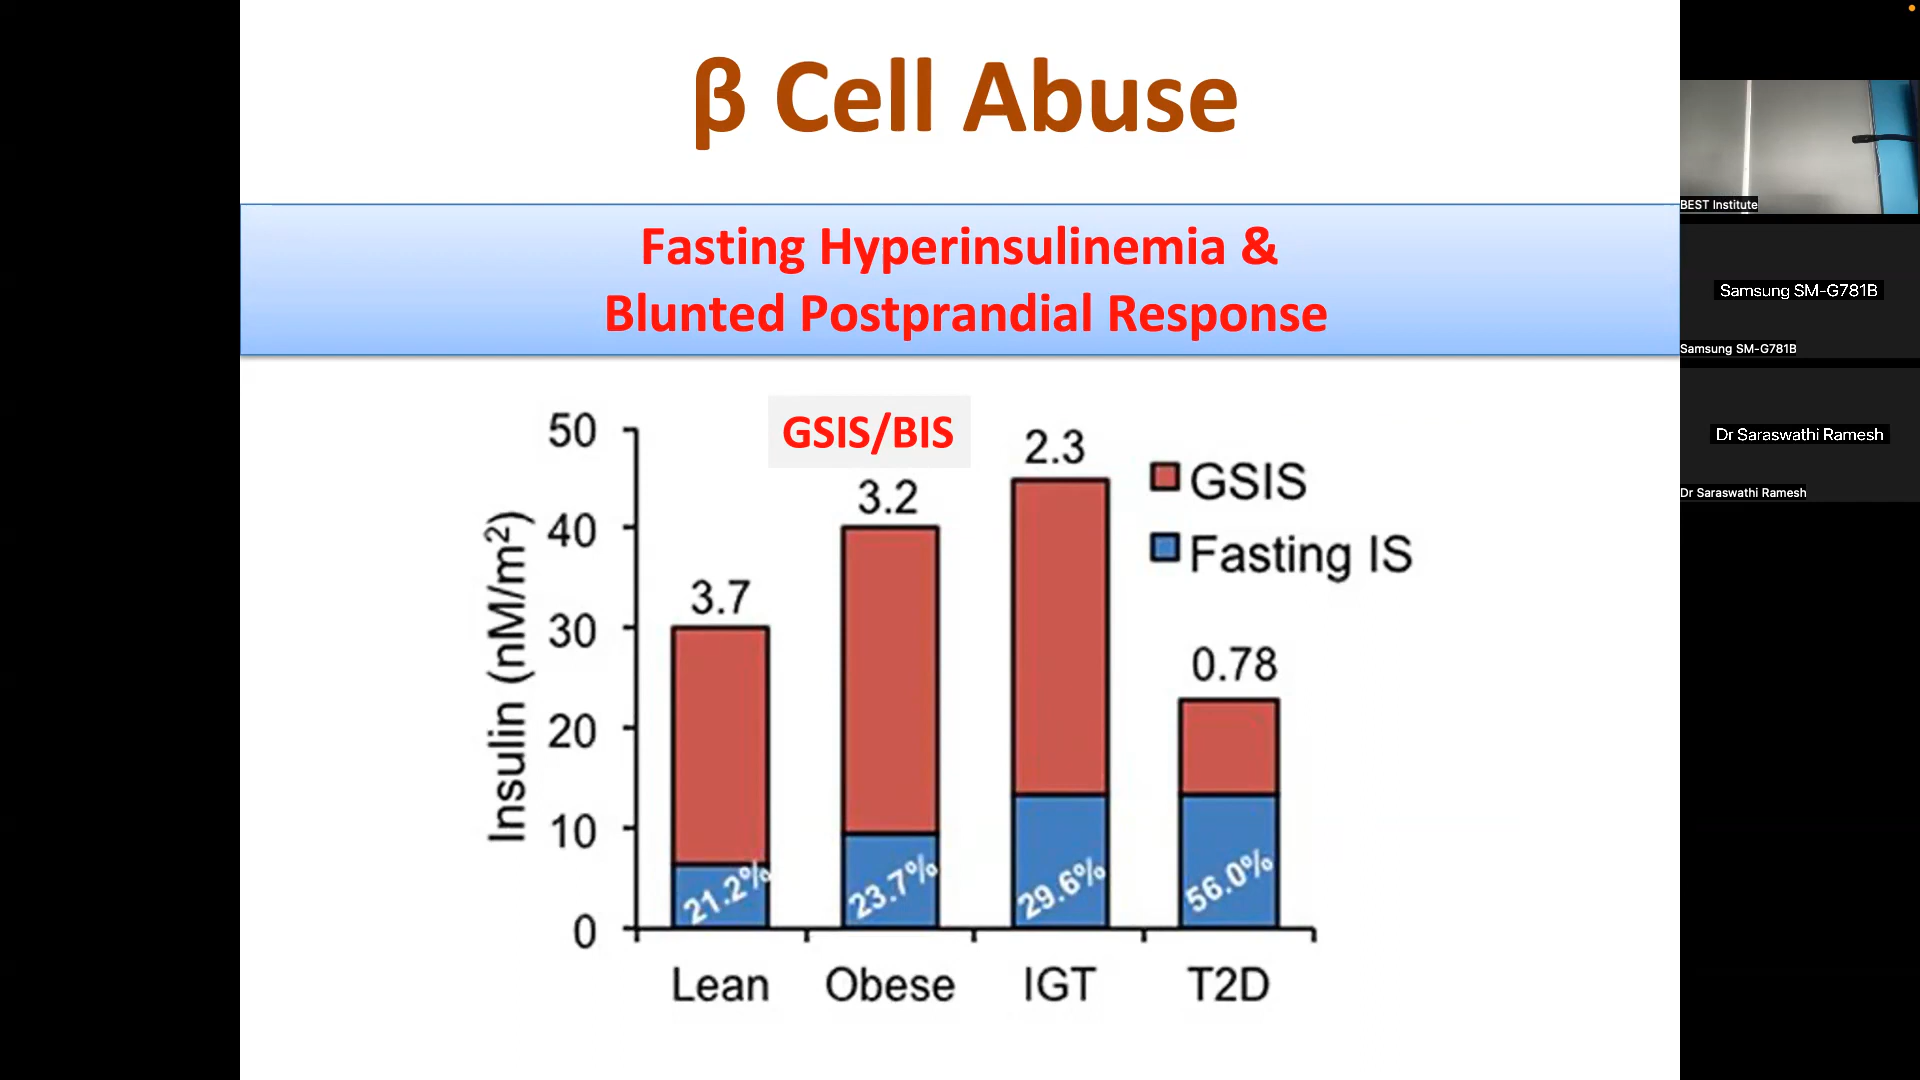 β Cell Abuse
Fasting Hyperinsulinemia &
Blunted Postprandial Response
GSIS/BIS
Insulin (nM/m²)
50
40
30
20
10
0
3.7
3.2
2.3
0.78
GSIS
Fasting IS
21.2%
23.7%
29.6%
56.0%
Lean
Obese
IGT
T2D
BEST Institute
Samsung SM-G781B
Samsung SM-G781B
Dr Saraswathi Ramesh
Dr Saraswathi Ramesh